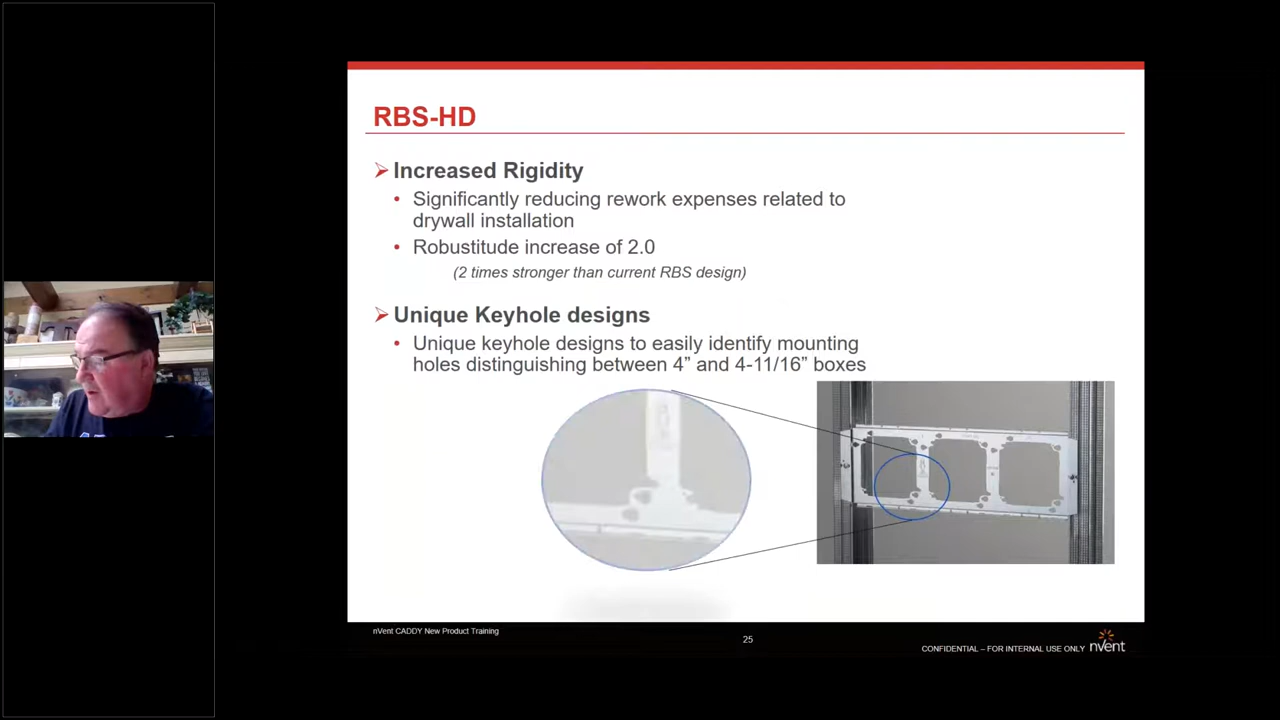 RBS-HD
Increased Rigidity
Significantly reducing rework expenses related to
drywall installation
Robustitude increase of 2.0
(2 times stronger than current RBS design)
Unique Keyhole designs
Unique keyhole designs to easily identify mounting
holes distinguishing between 4” and 4-11/16” boxes
nVent CADDY New Product Training
25
CONFIDENTIAL – FOR INTERNAL USE ONLY
nVent